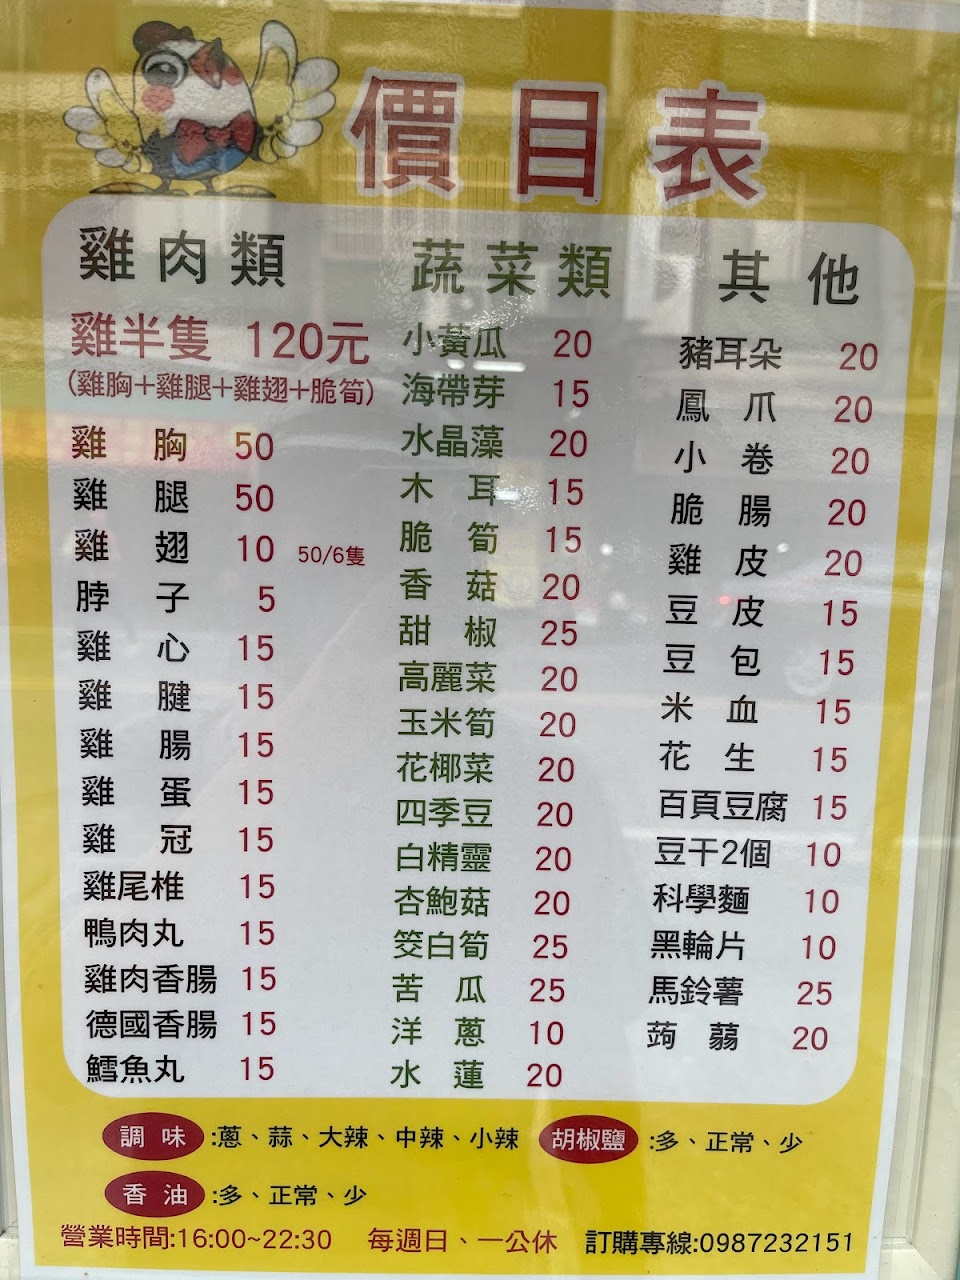 價目表
雞肉類
雞半隻 120元
(雞胸+雞腿+雞翅+脆筍)
雞胸 50
雞腿 50
雞翅 10 50/6隻
脖子 5
雞心 15
雞腱 15
雞腸 15
雞蛋 15
雞冠 15
雞尾椎 15
鴨肉丸 15
雞肉香腸 15
德國香腸 15
鱈魚丸 15
蔬菜類
小黃瓜 20
海帶芽 15
水晶藻 20
木耳 15
脆筍 15
香菇 20
甜椒 25
高麗菜 20
玉米筍 20
花椰菜 20
四季豆 20
白精靈 20
杏鮑菇 20
筊白筍 25
苦瓜 25
洋蔥 10
水蓮 20
其他
豬耳朵 20
鳳爪 20
小卷 20
脆腸 20
雞皮 20
豆皮 15
豆包 15
米血 15
花生 15
百頁豆腐 15
豆干2個 10
科學麵 10
黑輪片 10
馬鈴薯 25
蒟蒻 20
調味:蔥、蒜、大辣、中辣、小辣
胡椒鹽:多、正常、少
香油:多、正常、少
營業時間:16:00~22:30 每週日、一公休 訂購專線:0987232151